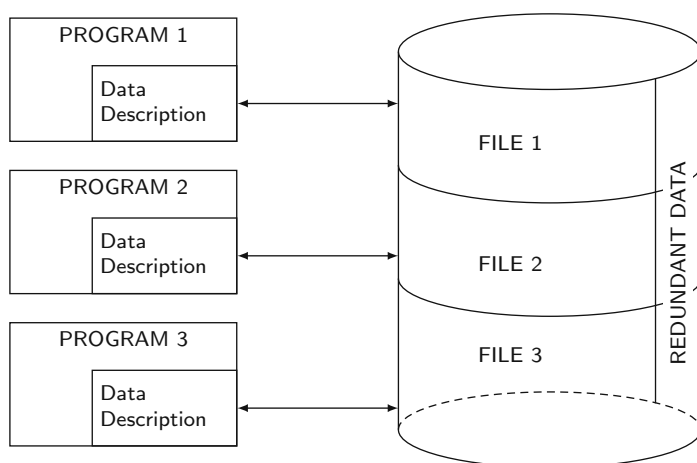 PROGRAM 1
Data
Description
FILE 1
PROGRAM 2
Data
Description
FILE 2
PROGRAM 3
Data
Description
FILE 3
REDUNDANT DATA